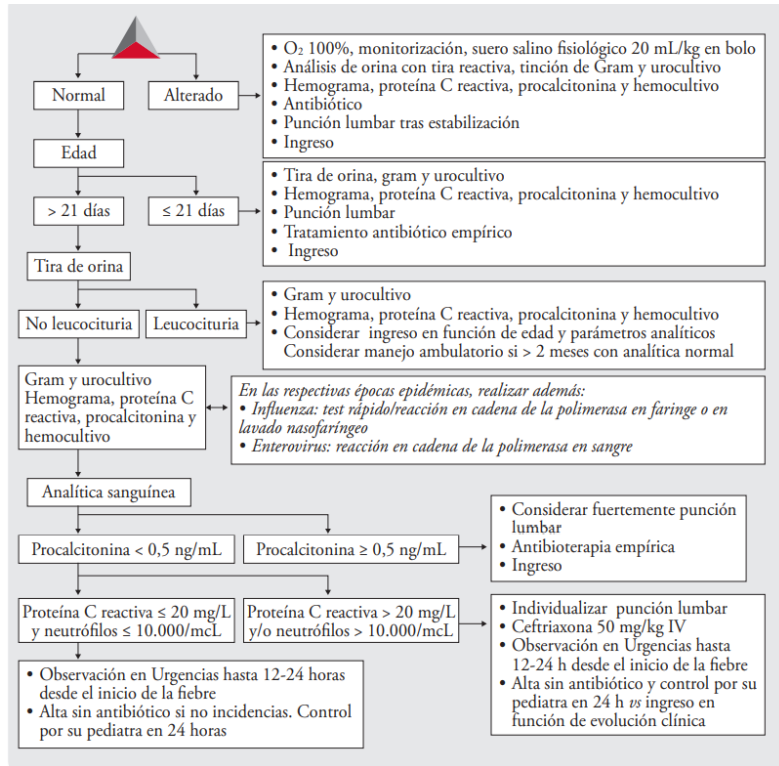 Normal
Alterado
• O₂ 100%, monitorización, suero salino fisiológico 20 mL/kg en bolo
• Análisis de orina con tira reactiva, tinción de Gram y urocultivo
• Hemograma, proteína C reactiva, procalcitonina y hemocultivo
• Antibiótico
• Punción lumbar tras estabilización
• Ingreso
Edad
> 21 días
≤ 21 días
• Tira de orina, gram y urocultivo
• Hemograma, proteína C reactiva, procalcitonina y hemocultivo
• Punción lumbar
• Tratamiento antibiótico empírico
• Ingreso
Tira de orina
No leucocituria
Leucocituria
• Gram y urocultivo
• Hemograma, proteína C reactiva, procalcitonina y hemocultivo
• Considerar ingreso en función de edad y parámetros analíticos
Considerar manejo ambulatorio si > 2 meses con analítica normal
Gram y urocultivo
Hemograma, proteína C
reactiva, procalcitonina y
hemocultivo
En las respectivas épocas epidémicas, realizar además:
• Influenza: test rápido/reacción en cadena de la polimerasa en faringe o en
lavado nasofaríngeo
• Enterovirus: reacción en cadena de la polimerasa en sangre
Analítica sanguínea
Procalcitonina < 0,5 ng/mL
Procalcitonina ≥ 0,5 ng/mL
• Considerar fuertemente punción
lumbar
• Antibioterapia empírica
• Ingreso
Proteína C reactiva ≤ 20 mg/L
y neutrófilos ≤ 10.000/mcL
Proteína C reactiva > 20 mg/L
y/o neutrófilos > 10.000/mcL
• Individualizar punción lumbar
• Ceftriaxona 50 mg/kg IV
• Observación en Urgencias hasta
12-24 h desde el inicio de la fiebre
• Alta sin antibiótico y control por su
pediatra en 24 h vs ingreso en
función de evolución clínica
• Observación en Urgencias hasta 12-24 horas
desde el inicio de la fiebre
• Alta sin antibiótico si no incidencias. Control
por su pediatra en 24 horas